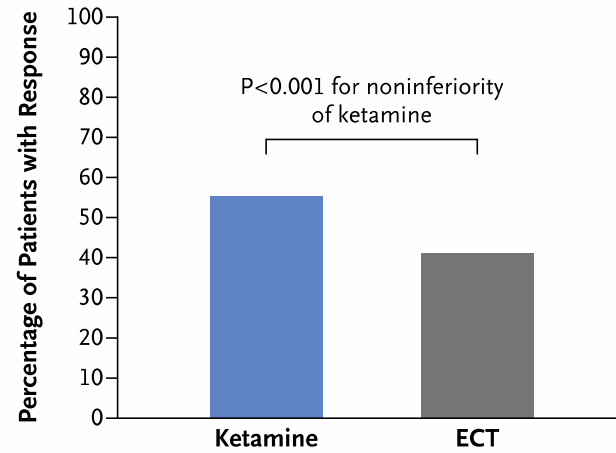 Percentage of Patients with Response
100
90
80
70
60
50
40
30
20
10
0
P<0.001 for noninferiority
of ketamine
Ketamine
ECT